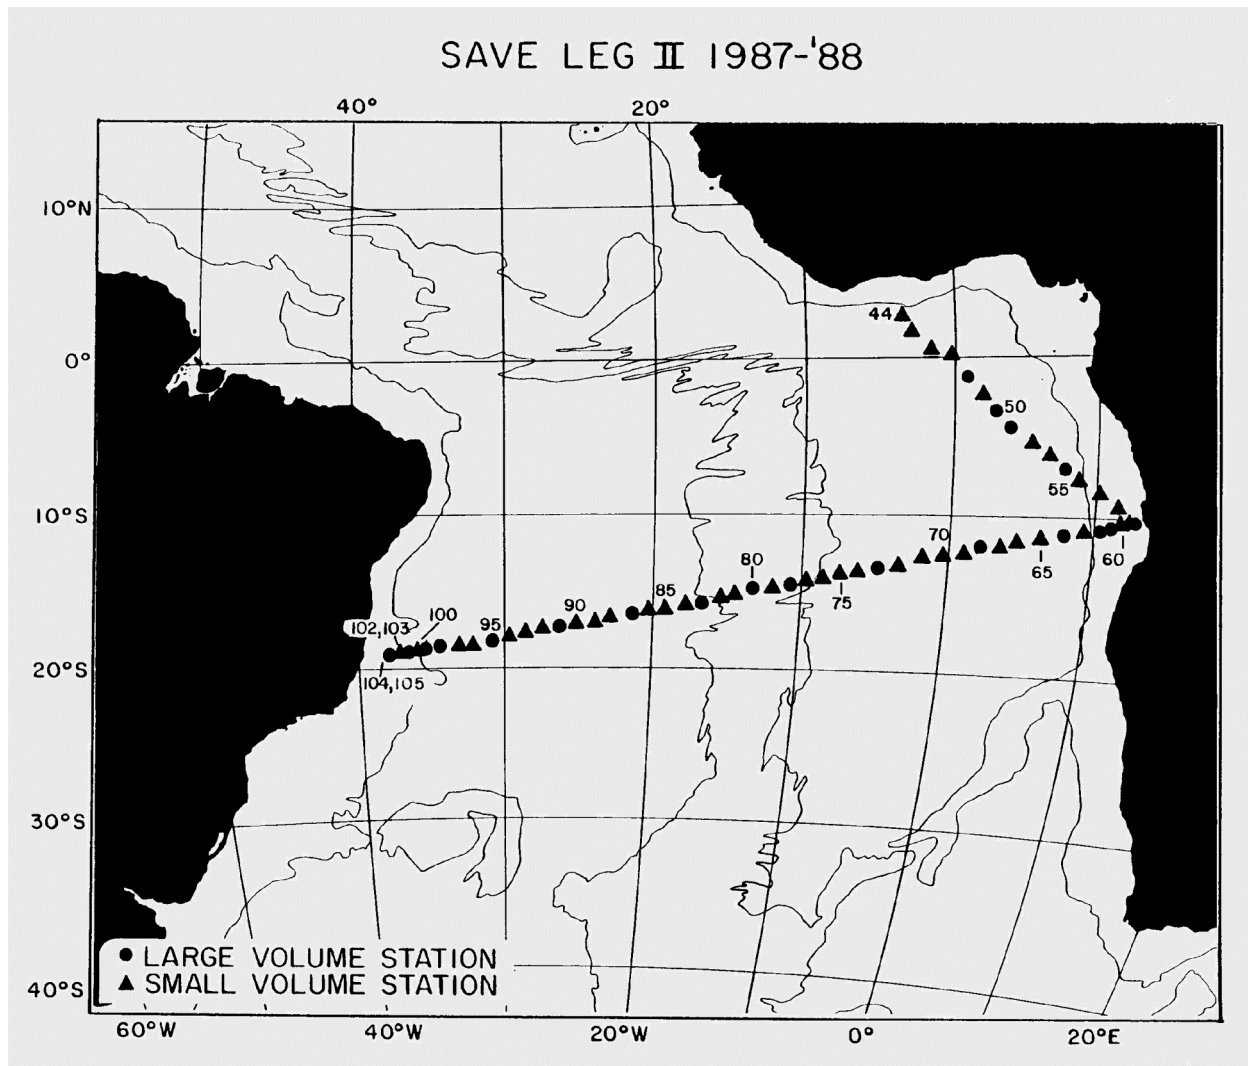 SAVE LEG II 1987-'88
40° 20°
10°N
44
0°
50
55
10°S
70
60
80
65
85
75
90
100 95
102,103
20°S
104,105
30°S
LARGE VOLUME STATION
SMALL VOLUME STATION
40°S
60°W 40°W 20°W 0° 20°E